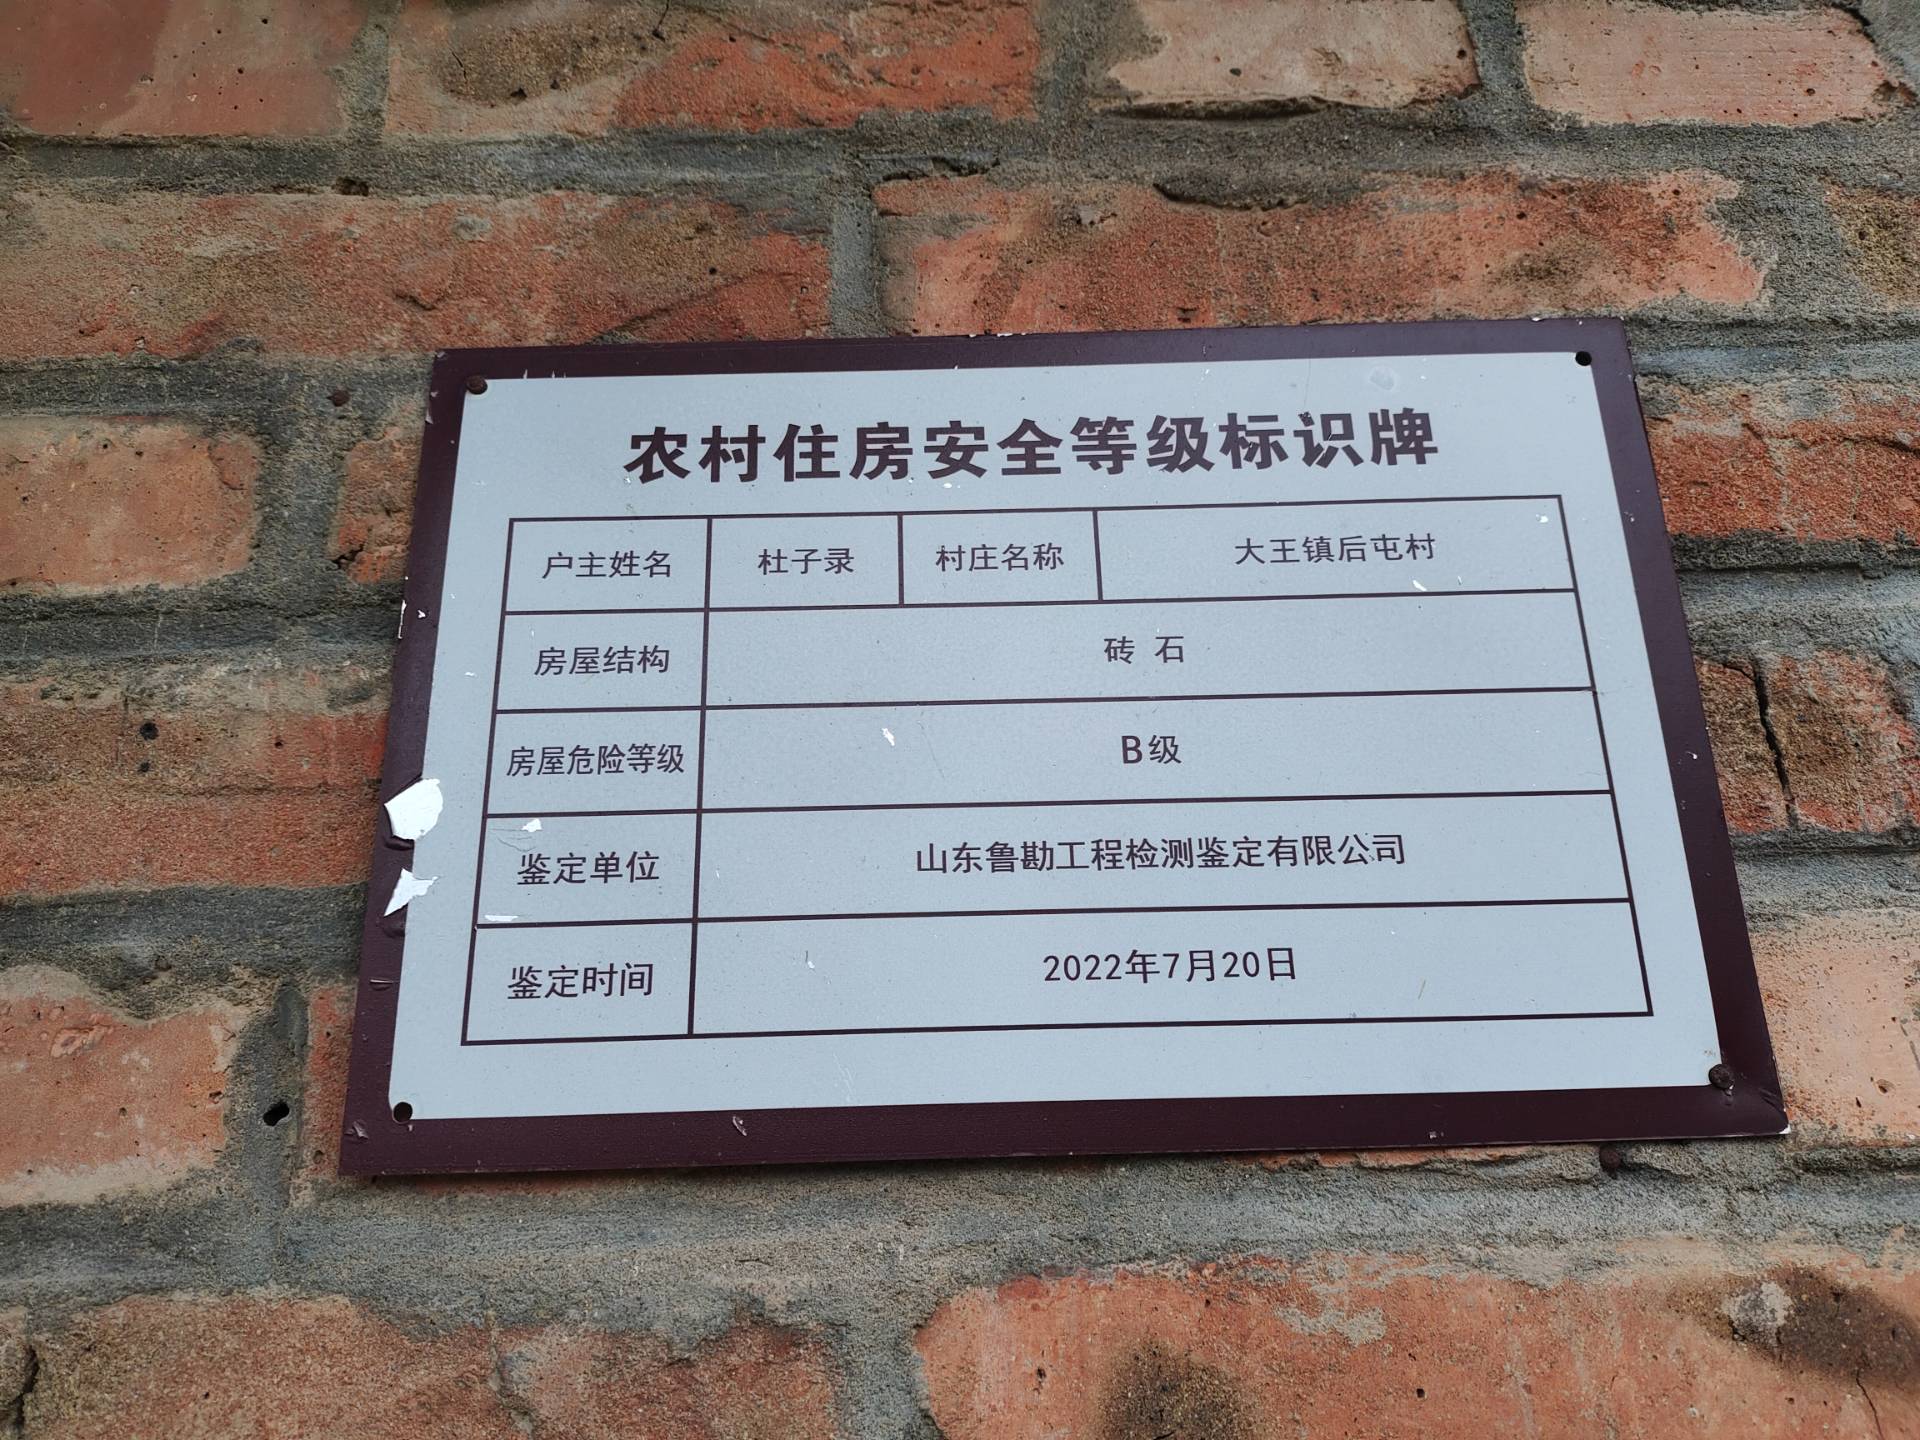 农村住房安全等级标识牌
户主姓名 杜子录 村庄名称 大王镇后屯村
房屋结构 砖 石
房屋危险等级 B级
鉴定单位 山东鲁勘工程检测鉴定有限公司
鉴定时间 2022年7月20日